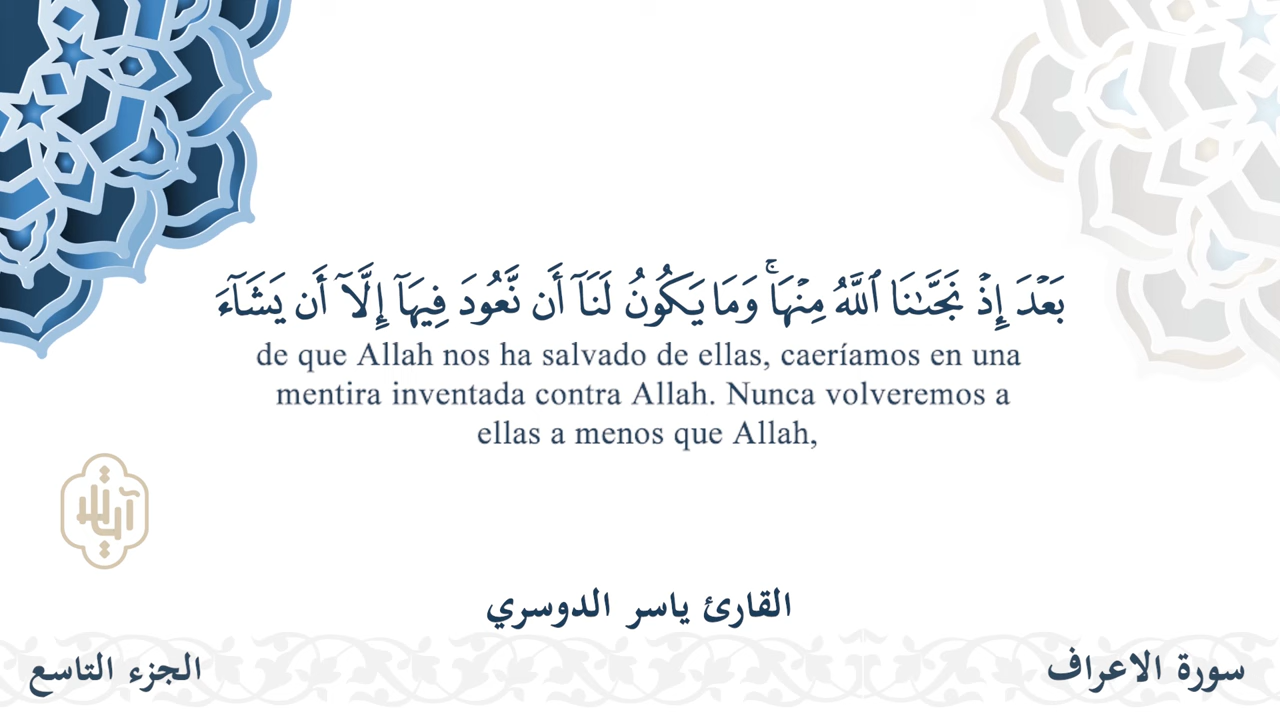 بَعْدَ إِذْ نَجَّىٰنَا ٱللَّهُ مِنْهَا ۚ وَمَا يَكُونُ لَنَآ أَن نَّعُودَ فِيهَآ إِلَّآ أَن يَشَآءَ
de que Allah nos ha salvado de ellas, caeríamos en una
mentira inventada contra Allah. Nunca volveremos a
ellas a menos que Allah,
القارئ ياسر الدوسري
سورة الاعراف
الجزء التاسع